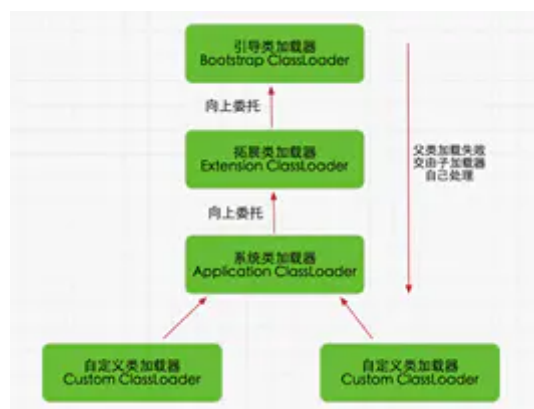 引导类加载器
Bootstrap ClassLoader
向上委托
拓展类加载器
Extension ClassLoader
父类加载失败
交由子加载器
自己处理
向上委托
系统类加载器
Application ClassLoader
自定义类加载器
Custom ClassLoader
自定义类加载器
Custom ClassLoader